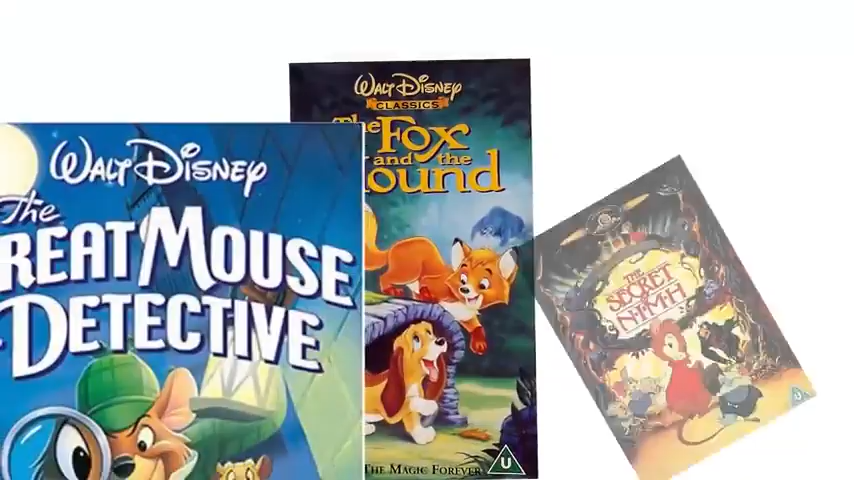 WALT DISNEY
The
REAT MOUSE
DETECTIVE
WALT DISNEY
CLASSICS
The Fox
and the
ound
THE MAGIC FOREVER
U
THE
SECRET
OF
N·I·M·H
U